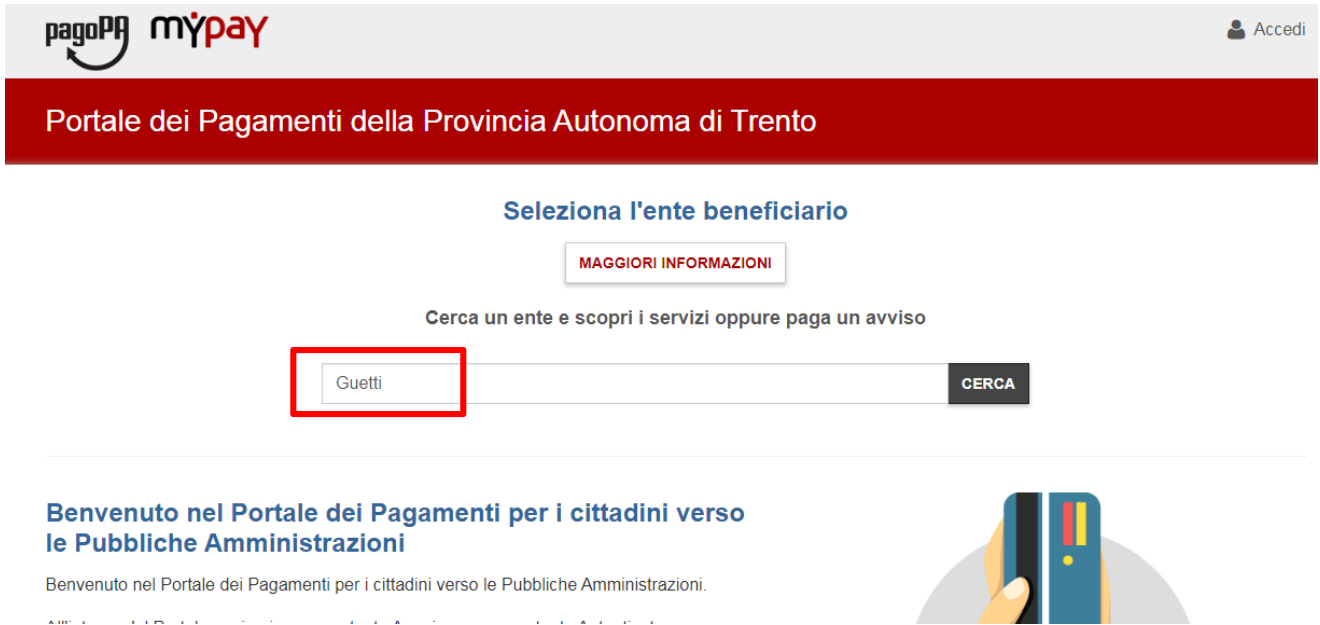 pagoPA mypay
Accedi
Portale dei Pagamenti della Provincia Autonoma di Trento
Seleziona l'ente beneficiario
MAGGIORI INFORMAZIONI
Cerca un ente e scopri i servizi oppure paga un avviso
Guetti
CERCA
Benvenuto nel Portale dei Pagamenti per i cittadini verso
le Pubbliche Amministrazioni
Benvenuto nel Portale dei Pagamenti per i cittadini verso le Pubbliche Amministrazioni.